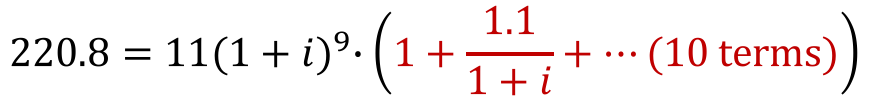 220.8 = 11(1 + i)⁹· (1 + 1.1/(1 + i) + ⋯ (10 terms))